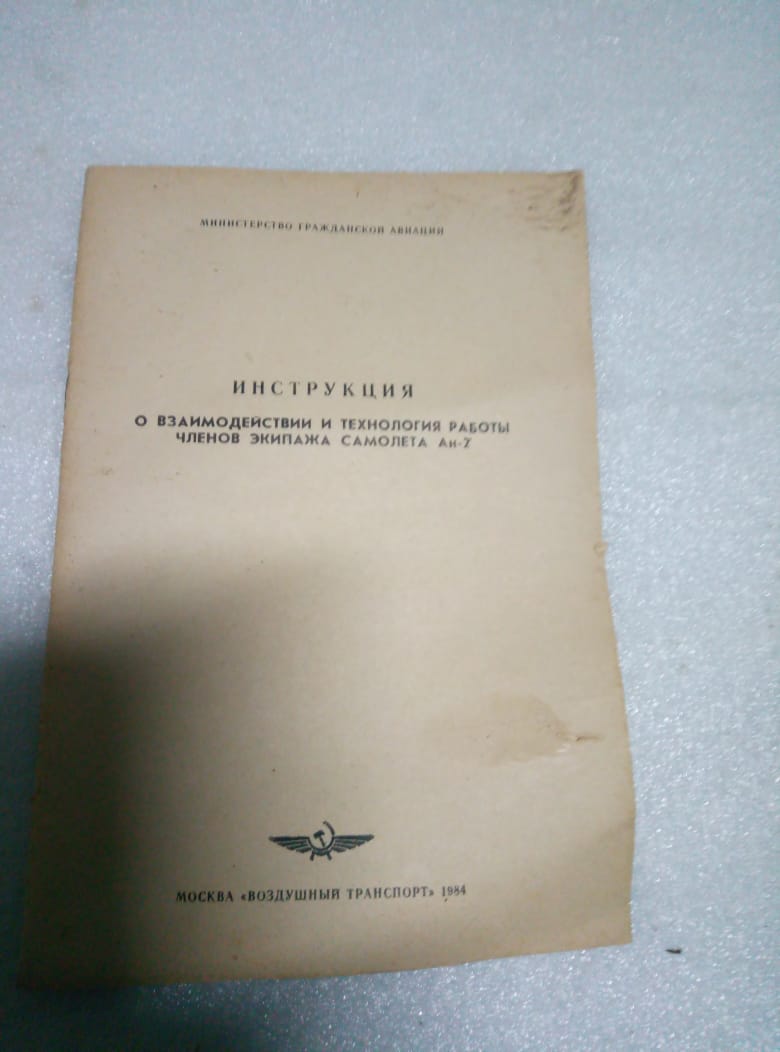 МИНИСТЕРСТВО ГРАЖДАНСКОЙ АВИАЦИИ
ИНСТРУКЦИЯ
О ВЗАИМОДЕЙСТВИИ И ТЕХНОЛОГИЯ РАБОТЫ
ЧЛЕНОВ ЭКИПАЖА САМОЛЕТА Ан-2
МОСКВА «ВОЗДУШНЫЙ ТРАНСПОРТ» 1984